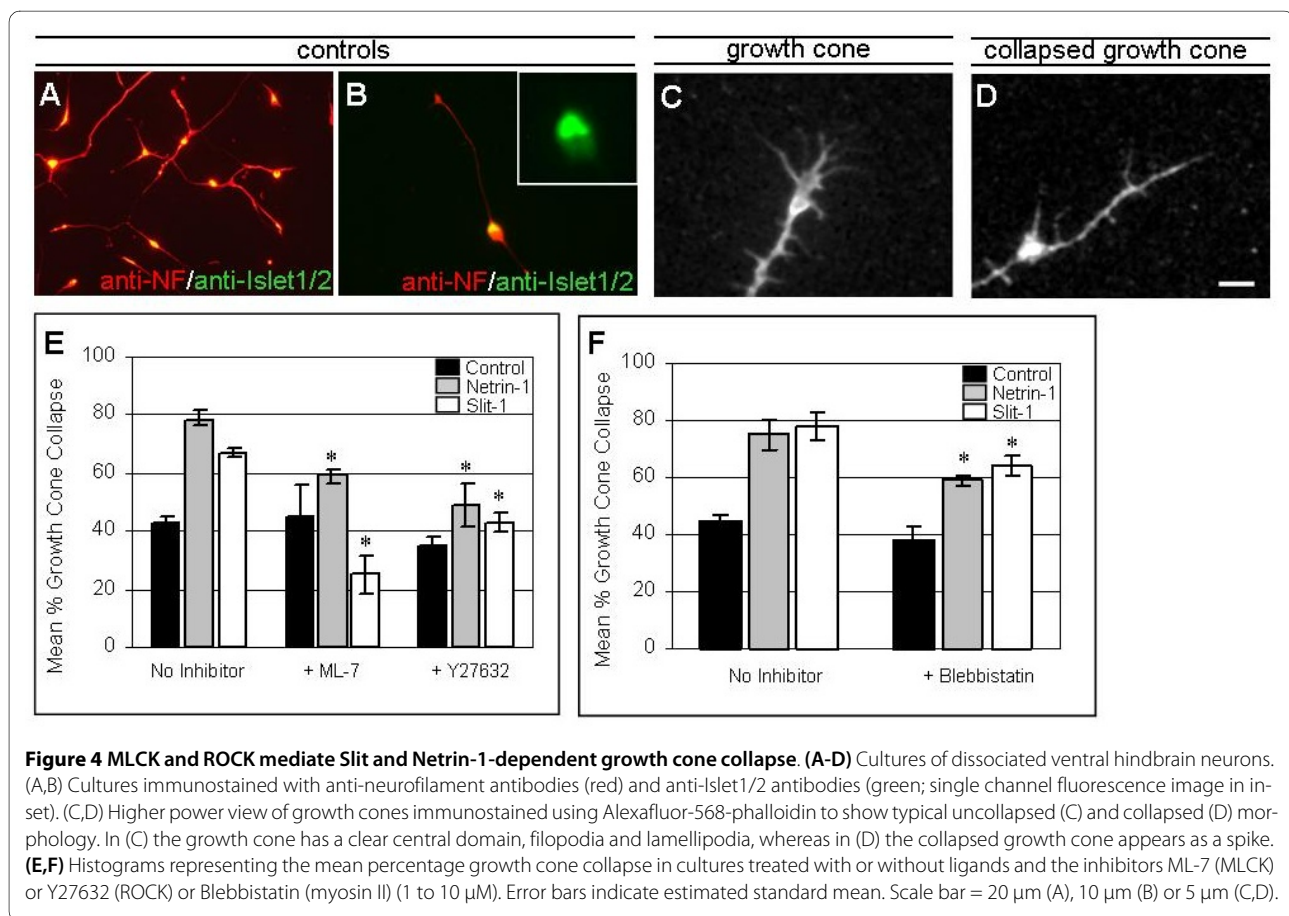 controls
growth cone
collapsed growth cone
A
anti-NF/anti-Islet1/2
B
anti-NF/anti-Islet1/2
C
D
E
Mean % Growth Cone Collapse
100
80
60
40
20
0
Control
Netrin-1
Slit-1
*
*
*
*
No Inhibitor
+ ML-7
+ Y27632
F
Mean % Growth Cone Collapse
100
80
60
40
20
0
Control
Netrin-1
Slit-1
*
*
No Inhibitor
+ Blebbistatin
Figure 4 MLCK and ROCK mediate Slit and Netrin-1-dependent growth cone collapse. (A-D) Cultures of dissociated ventral hindbrain neurons.
(A,B) Cultures immunostained with anti-neurofilament antibodies (red) and anti-Islet1/2 antibodies (green; single channel fluorescence image in in-
set). (C,D) Higher power view of growth cones immunostained using Alexafluor-568-phalloidin to show typical uncollapsed (C) and collapsed (D) mor-
phology. In (C) the growth cone has a clear central domain, filopodia and lamellipodia, whereas in (D) the collapsed growth cone appears as a spike.
(E,F) Histograms representing the mean percentage growth cone collapse in cultures treated with or without ligands and the inhibitors ML-7 (MLCK)
or Y27632 (ROCK) or Blebbistatin (myosin II) (1 to 10 μM). Error bars indicate estimated standard mean. Scale bar = 20 μm (A), 10 μm (B) or 5 μm (C,D).